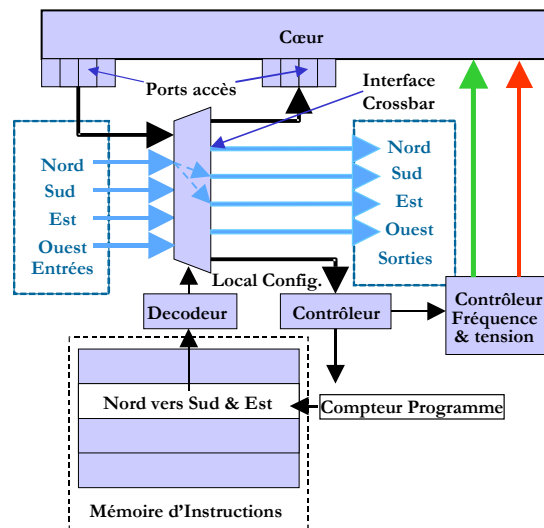 Cœur
Ports accès
Interface
Crossbar
Nord
Sud
Est
Ouest
Entrées
Nord
Sud
Est
Ouest
Sorties
Local Config.
Decodeur
Contrôleur
Contrôleur
Fréquence
& tension
Nord vers Sud & Est
Compteur Programme
Mémoire d'Instructions